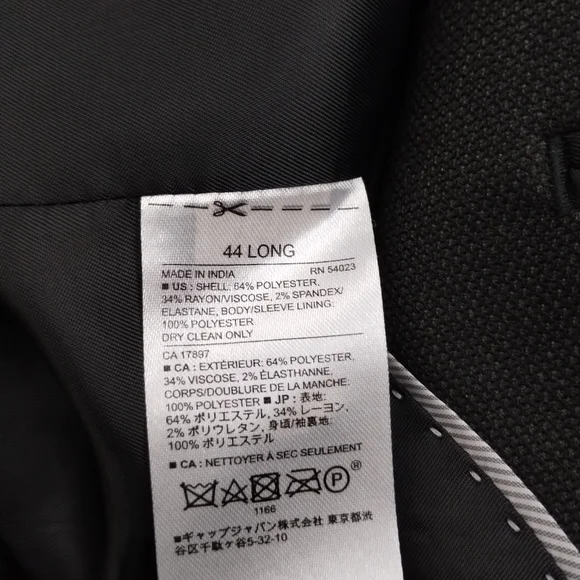 44 LONG
MADE IN INDIA RN 54023
■ US : SHELL: 64% POLYESTER,
34% RAYON/VISCOSE, 2% SPANDEX/
ELASTANE, BODY/SLEEVE LINING:
100% POLYESTER
DRY CLEAN ONLY
CA 17897
■ CA : EXTÉRIEUR: 64% POLYESTER,
34% VISCOSE, 2% ÉLASTHANNE,
CORPS/DOUBLURE DE LA MANCHE:
100% POLYESTER ■ JP : 表地:
64% ポリエステル, 34% レーヨン,
2% ポリウレタン, 身頃/袖裏地:
100% ポリエステル
■ CA : NETTOYER À SEC SEULEMENT
P ®
1166
■ギャップジャパン株式会社 東京都渋
谷区千駄ヶ谷5-32-10